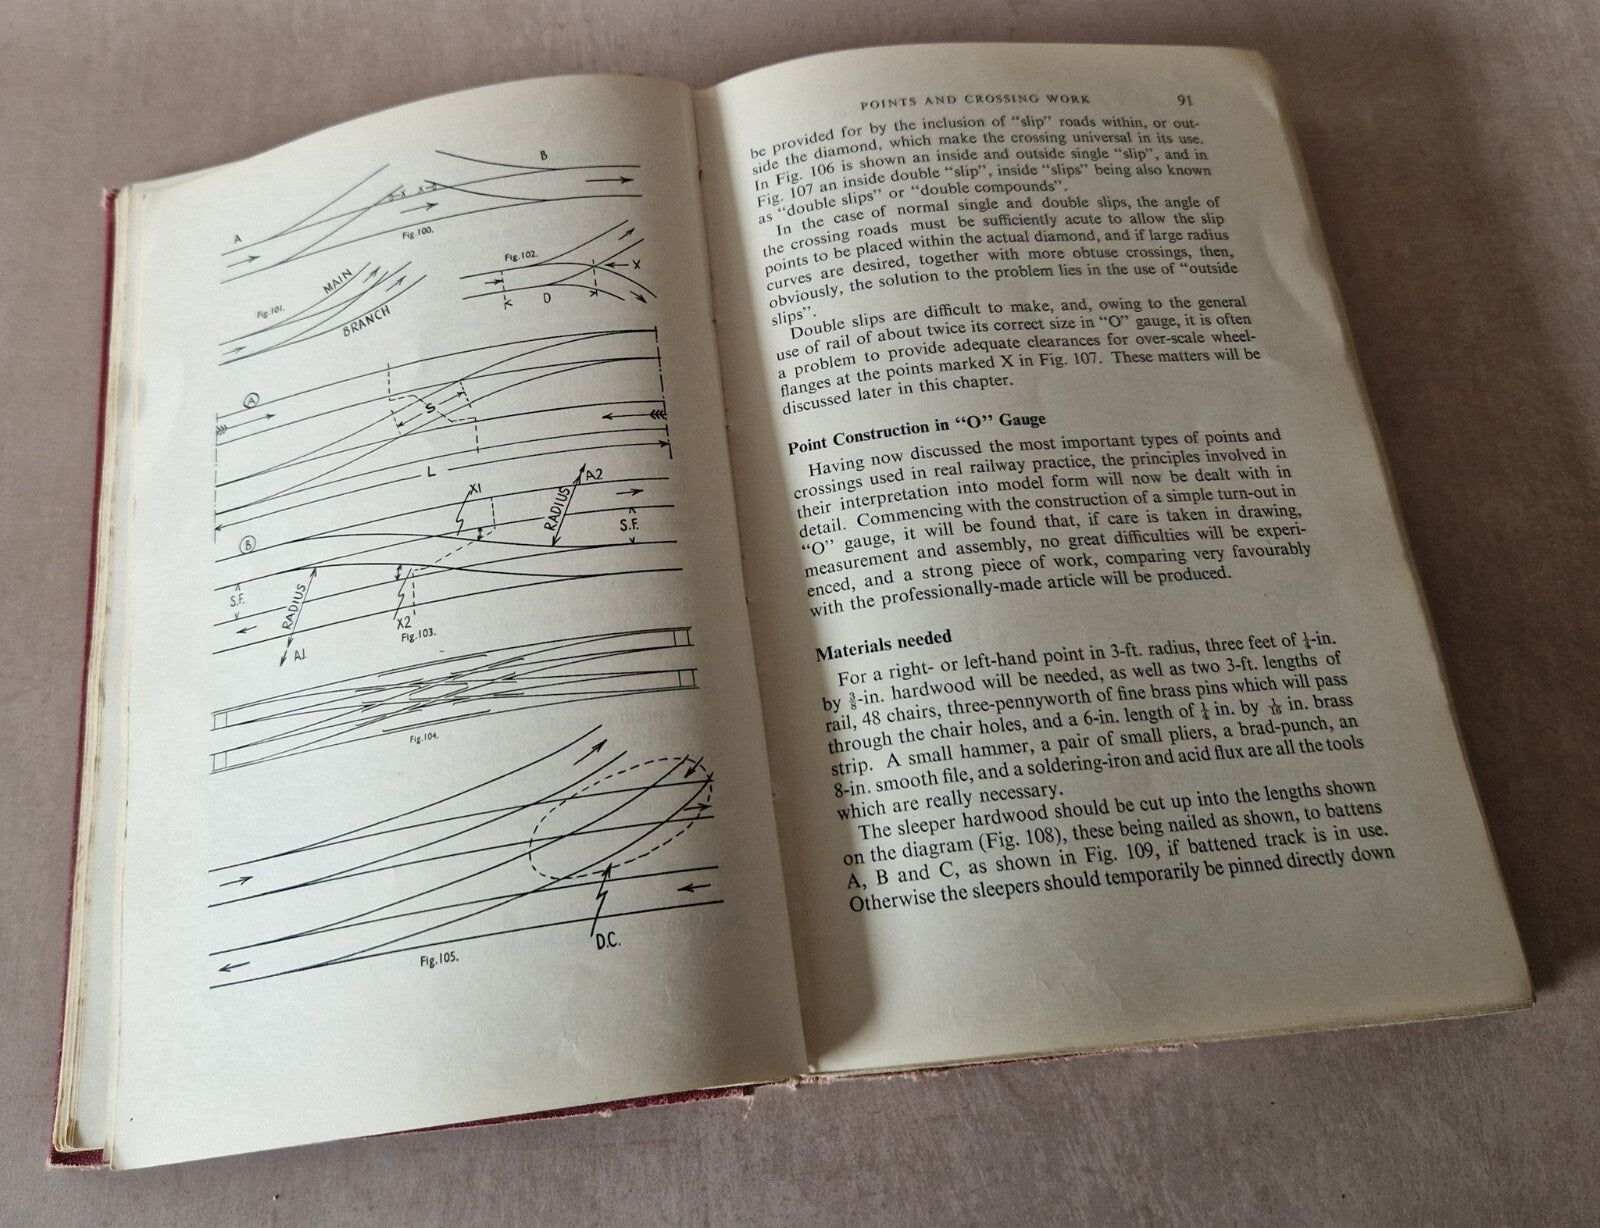 B
A
X
X
Fig.100.
MAIN
BRANCH
Fig.101.
Fig.102.
X
D
A
S
L
X1
RADIUS
A2
S.F.
B
S.F.
RADIUS
A1.
X2
Fig.103.
Fig.104.
D.C.
Fig.105.
POINTS AND CROSSING WORK 91
be provided for by the inclusion of "slip" roads within, or out-
side the diamond, which make the crossing universal in its use.
In Fig. 106 is shown an inside and outside single "slip", and in
Fig. 107 an inside double "slip", inside "slips" being also known
as "double slips" or "double compounds".
In the case of normal single and double slips, the angle of
the crossing roads must be sufficiently acute to allow the slip
points to be placed within the actual diamond, and if large radius
curves are desired, together with more obtuse crossings, then,
obviously, the solution to the problem lies in the use of "outside
slips".
Double slips are difficult to make, and, owing to the general
use of rail of about twice its correct size in "O" gauge, it is often
a problem to provide adequate clearances for over-scale wheel-
flanges at the points marked X in Fig. 107. These matters will be
discussed later in this chapter.
Point Construction in "O" Gauge
Having now discussed the most important types of points and
crossings used in real railway practice, the principles involved in
their interpretation into model form will now be dealt with in
detail. Commencing with the construction of a simple turn-out in
"O" gauge, it will be found that, if care is taken in drawing,
measurement and assembly, no great difficulties will be experi-
enced, and a strong piece of work, comparing very favourably
with the professionally-made article will be produced.
Materials needed
For a right- or left-hand point in 3-ft. radius, three feet of ¼-in.
by ⅜-in. hardwood will be needed, as well as two 3-ft. lengths of
rail, 48 chairs, three-pennyworth of fine brass pins which will pass
through the chair holes, and a 6-in. length of ¼ in. by 1/16 in. brass
strip. A small hammer, a pair of small pliers, a brad-punch, an
8-in. smooth file, and a soldering-iron and acid flux are all the tools
which are really necessary.
The sleeper hardwood should be cut up into the lengths shown
on the diagram (Fig. 108), these being nailed as shown, to battens
A, B and C, as shown in Fig. 109, if battened track is in use.
Otherwise the sleepers should temporarily be pinned directly down